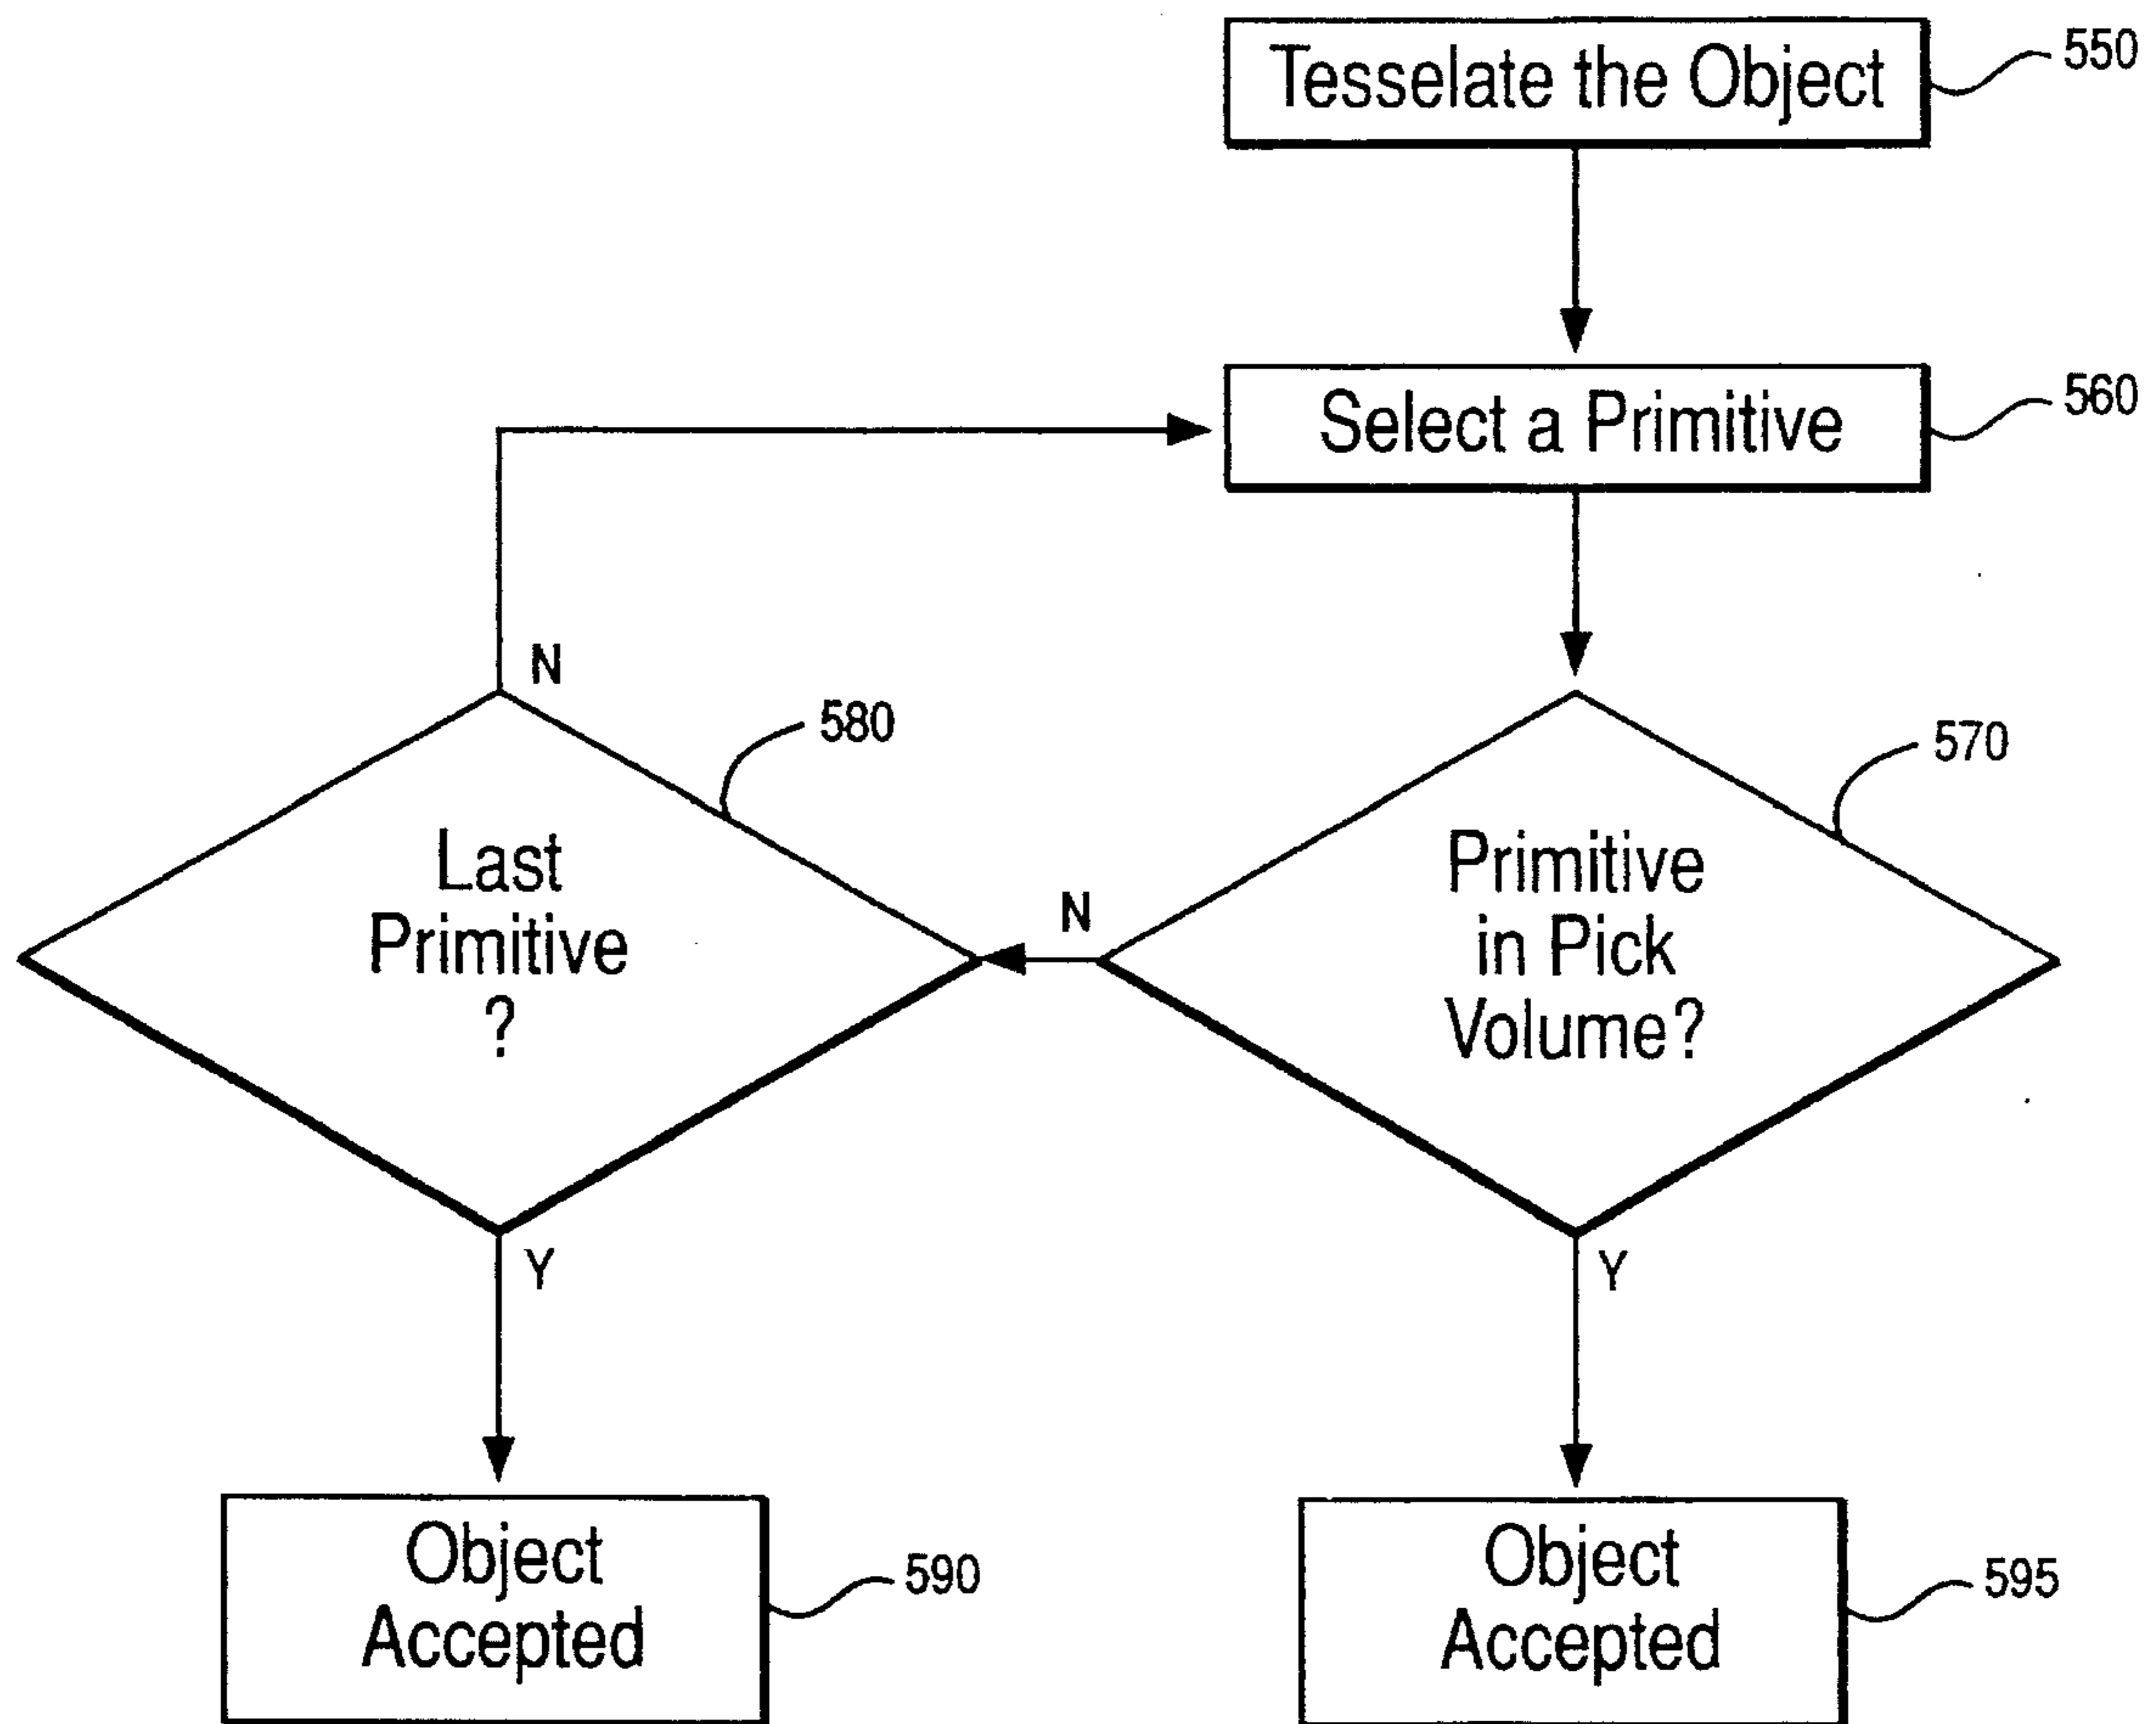 Tesselate the Object
550
Select a Primitive
560
N
580
570
Last
Primitive
?
N
Primitive
in Pick
Volume?
Y
Y
Object
Accepted
590
Object
Accepted
595